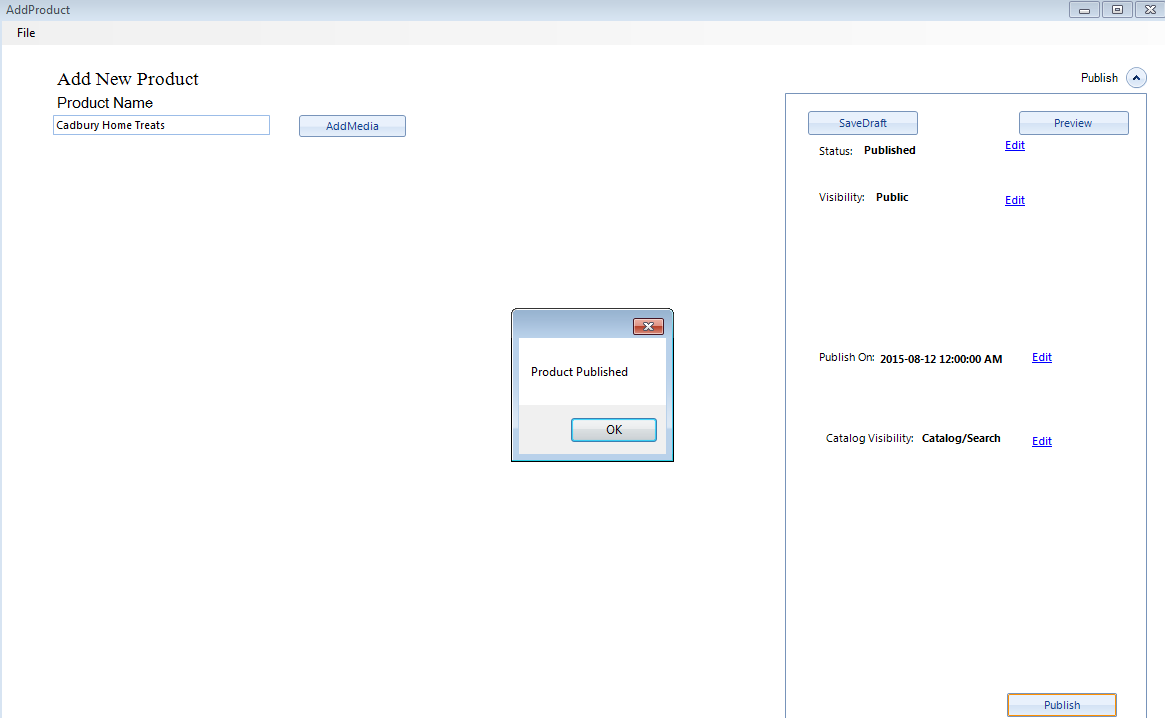 AddProduct
File
Add New Product
Publish
Product Name
Cadbury Home Treats
AddMedia
SaveDraft
Preview
Status: Published
Edit
Visibility: Public
Edit
Product Published
OK
Publish On: 2015-08-12 12:00:00 AM
Edit
Catalog Visibility: Catalog/Search
Edit
Publish